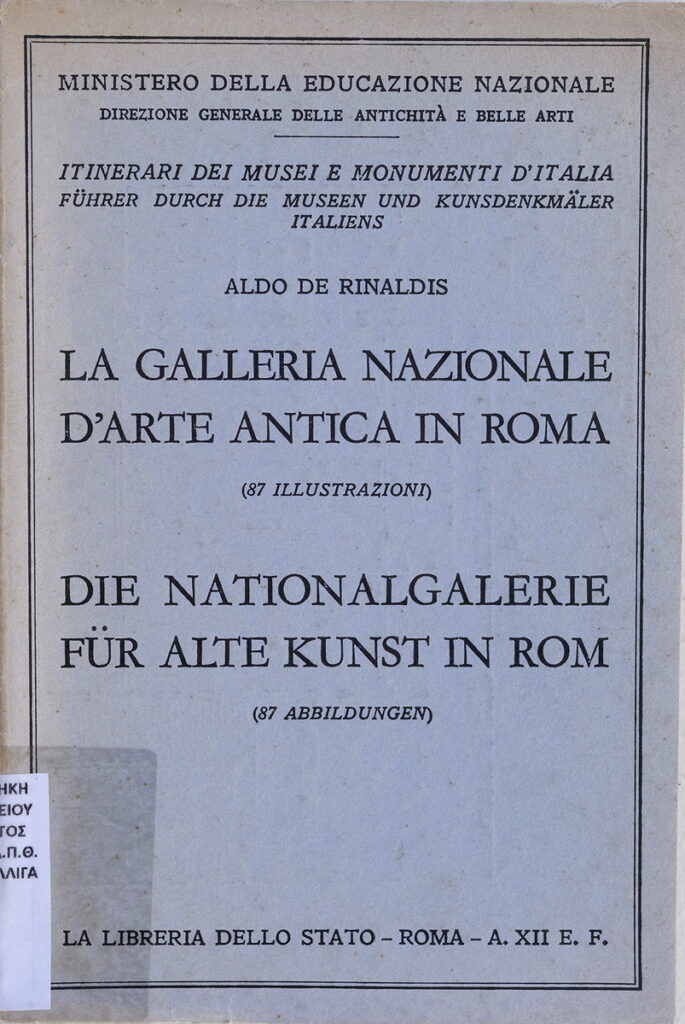 MINISTERO DELLA EDUCAZIONE NAZIONALE
DIREZIONE GENERALE DELLE ANTICHITÀ E BELLE ARTI
ITINERARI DEI MUSEI E MONUMENTI D'ITALIA
FÜHRER DURCH DIE MUSEEN UND KUNSDENKMÄLER
ITALIENS
ALDO DE RINALDIS
LA GALLERIA NAZIONALE
D'ARTE ANTICA IN ROMA
(87 ILLUSTRAZIONI)
DIE NATIONALGALERIE
FÜR ALTE KUNST IN ROM
(87 ABBILDUNGEN)
ΗΚΗ
ΕΙΟΥ
ΤΟΣ
.Π.Θ.
ΛΛΙΓΑ
LA LIBRERIA DELLO STATO – ROMA – A. XII E. F.